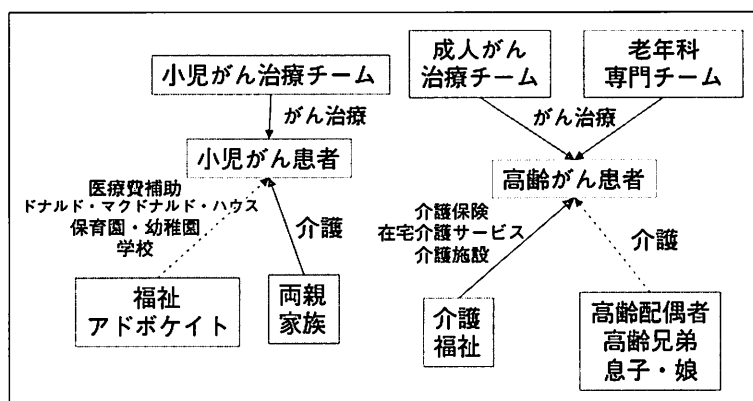 小児がん治療チーム
がん治療
小児がん患者
医療費補助
ドナルド・マクドナルド・ハウス
保育園・幼稚園
学校
介護
福祉
アドボケイト
両親
家族
成人がん
治療チーム
老年科
専門チーム
がん治療
高齢がん患者
介護保険
在宅介護サービス
介護施設
介護
介護
福祉
高齢配偶者
高齢兄弟
息子・娘